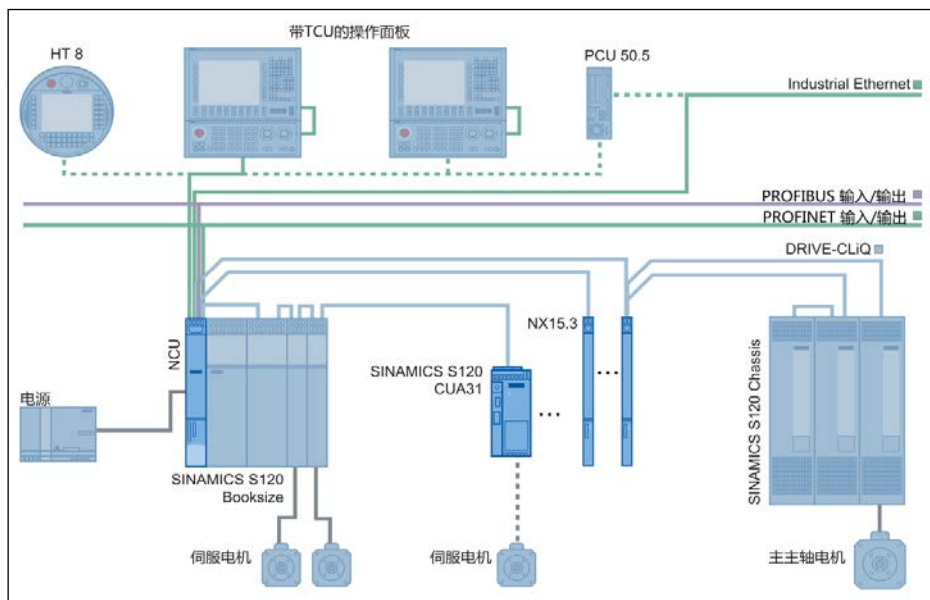 带TCU的操作面板
HT 8
PCU 50.5
Industrial Ethernet
PROFIBUS 输入/输出
PROFINET 输入/输出
DRIVE-CLiQ
NCU
NX15.3
SINAMICS S120
CUA31
...
...
SINAMICS S120 Chassis
电源
SINAMICS S120
Booksize
伺服电机
伺服电机
主主轴电机